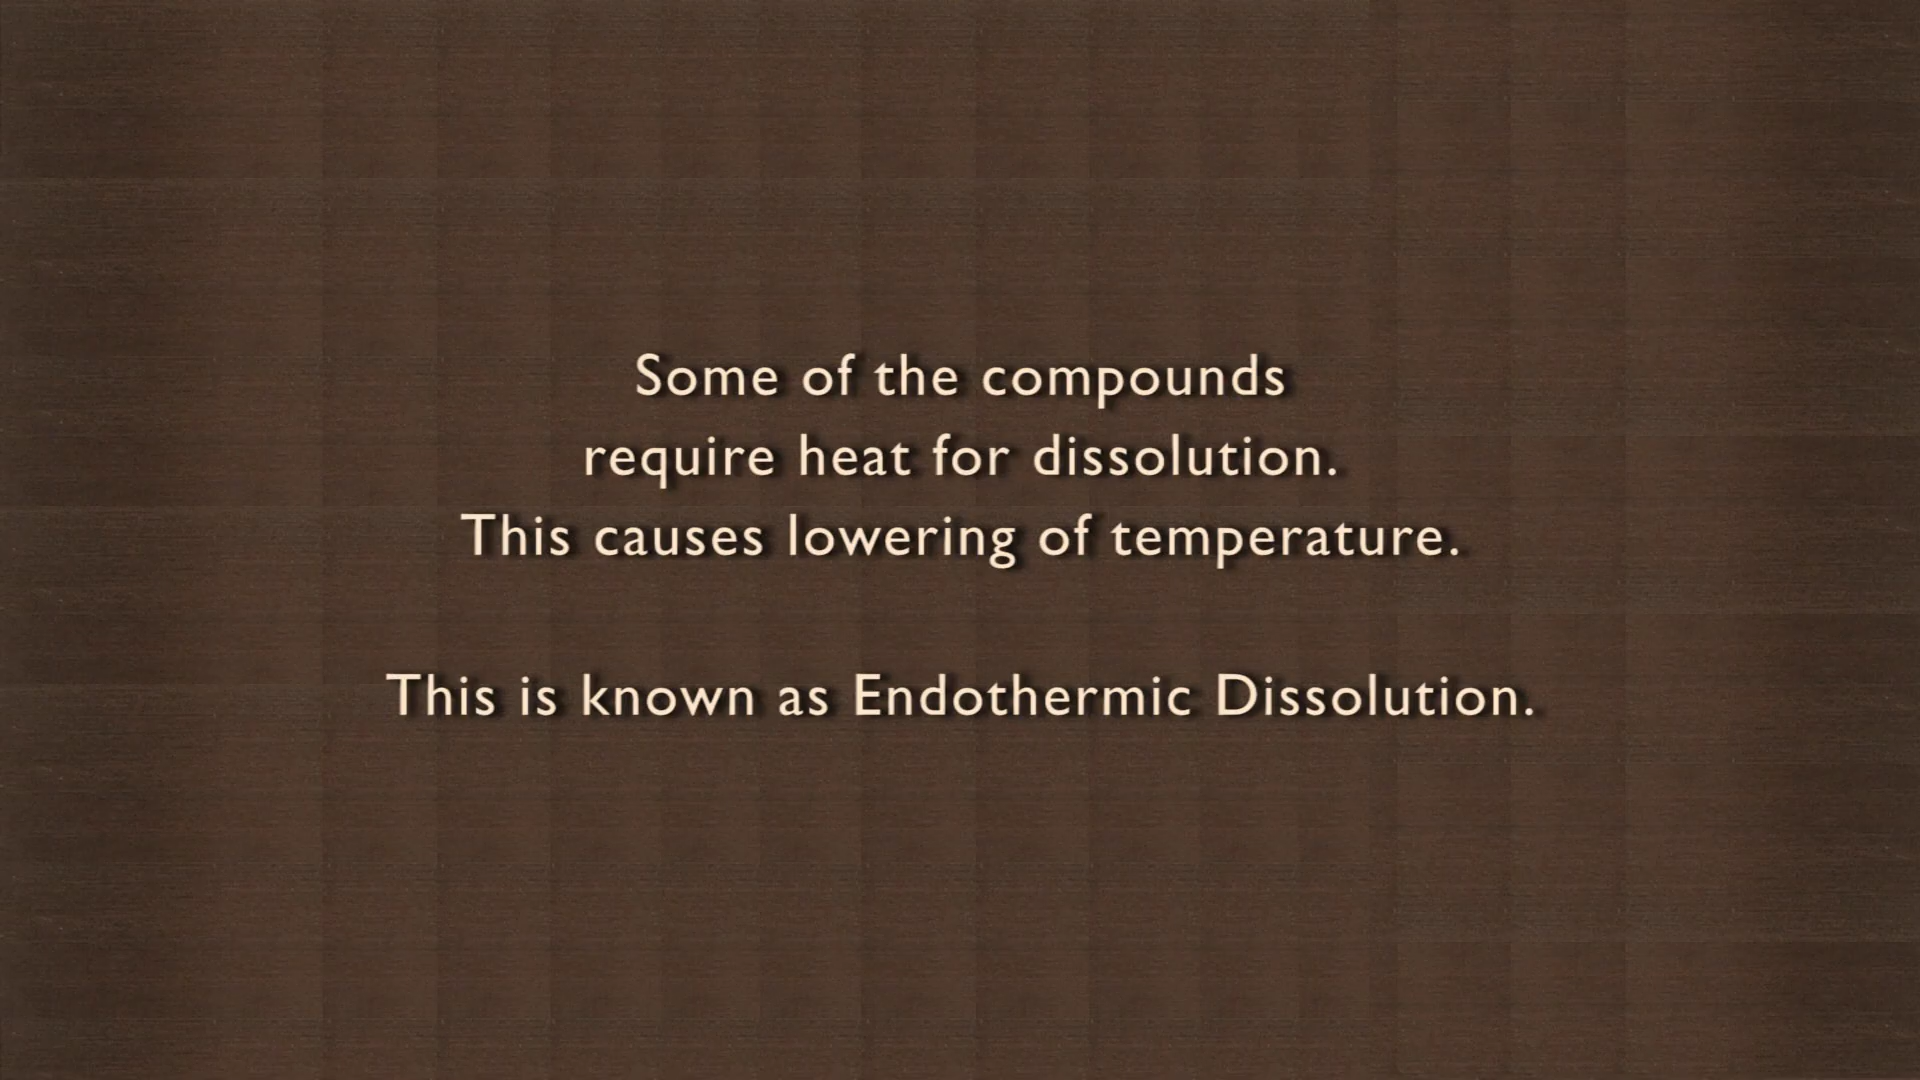 Some of the compounds
require heat for dissolution.
This causes lowering of temperature.
This is known as Endothermic Dissolution.